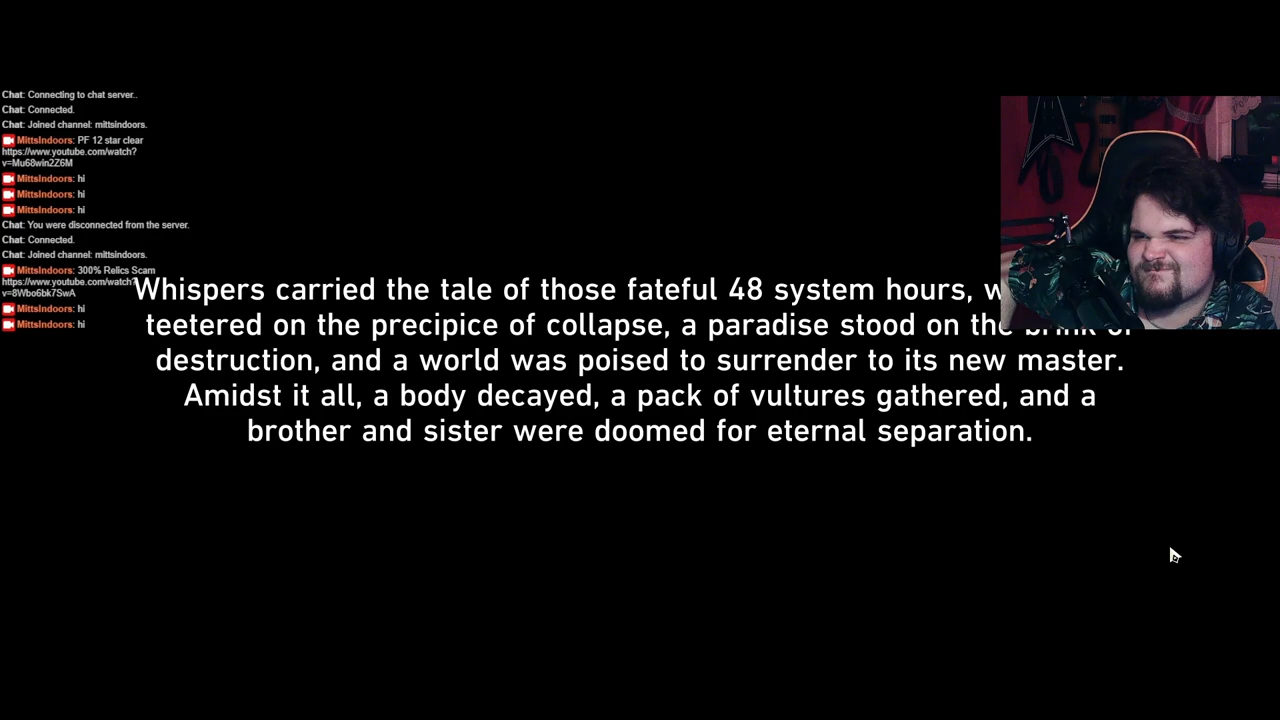 Chat: Connecting to chat server..
Chat: Connected.
Chat: Joined channel: mittsindoors.
MittsIndoors: PF 12 star clear
https://www.youtube.com/watch?
v=Mu68win2Z6M
MittsIndoors: hi
MittsIndoors: hi
MittsIndoors: hi
Chat: You were disconnected from the server.
Chat: Connected.
Chat: Joined channel: mittsindoors.
MittsIndoors: 300% Relics Scam
https://www.youtube.com/watch?
v=8Wbo6bk7SwA
MittsIndoors: hi
MittsIndoors: hi
Whispers carried the tale of those fateful 48 system hours,
teetered on the precipice of collapse, a paradise stood on the brink of
destruction, and a world was poised to surrender to its new master.
Amidst it all, a body decayed, a pack of vultures gathered, and a
brother and sister were doomed for eternal separation.